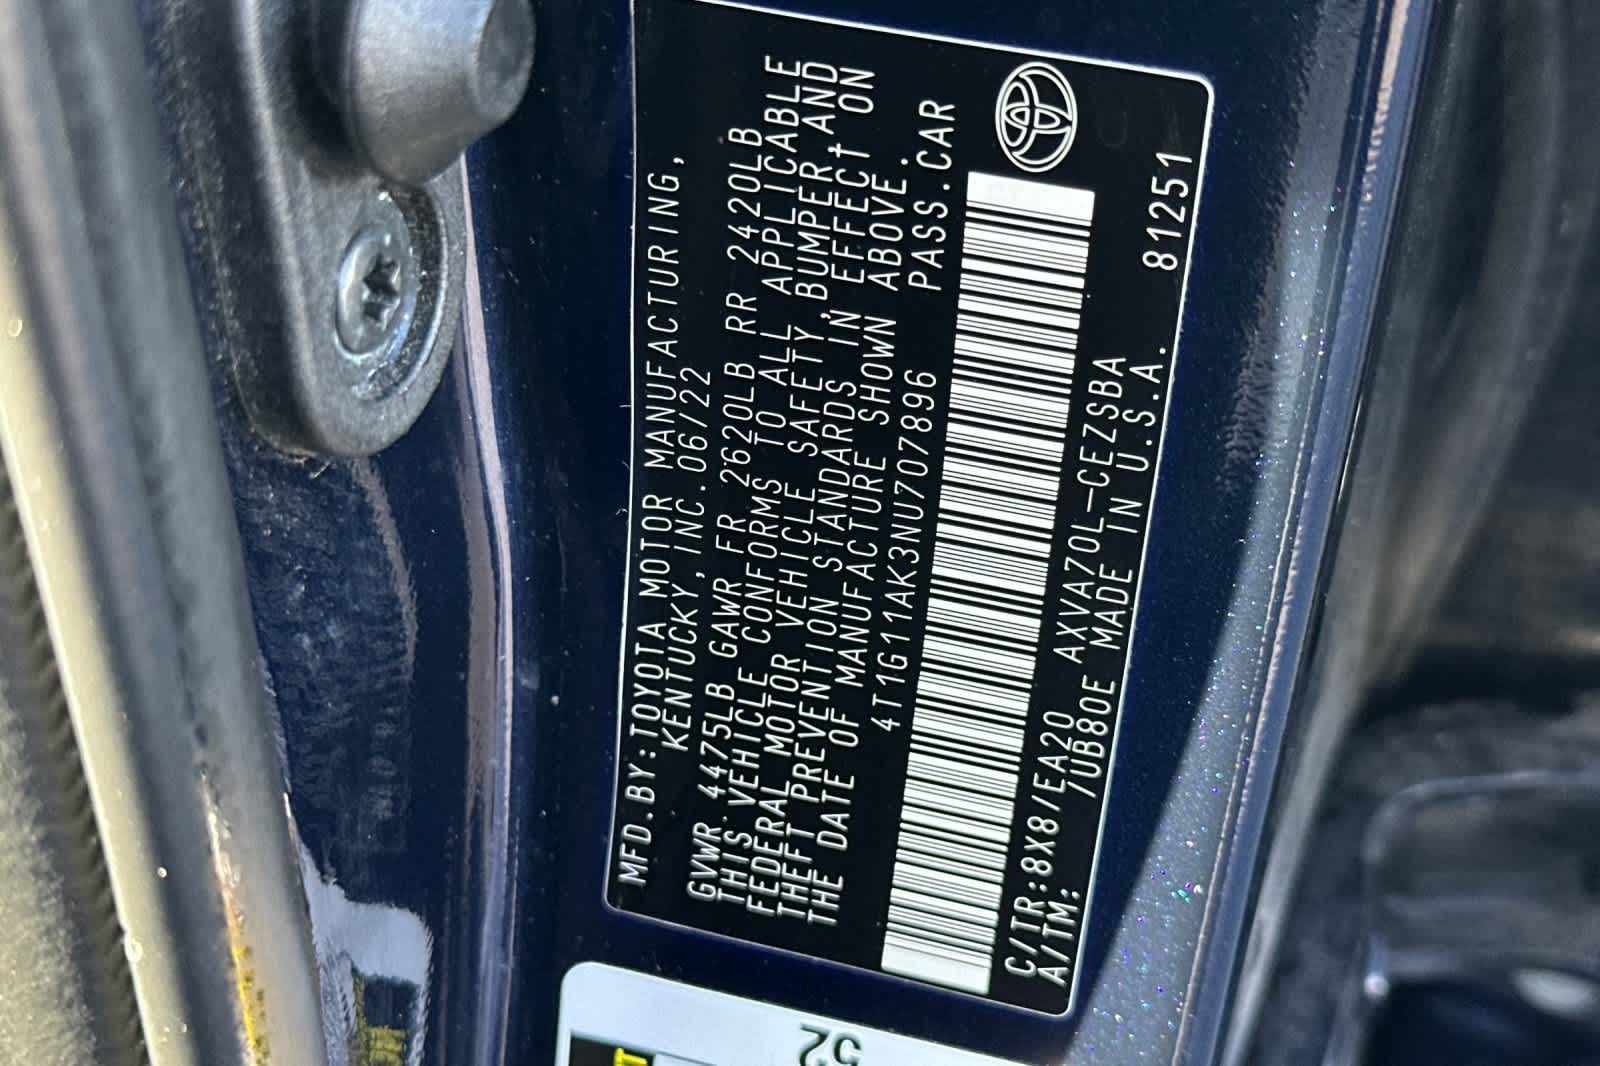 MFD.BY:TOYOTA MOTOR MANUFACTURING,
KENTUCKY,INC.06/22
GVWR 4475LB GAWR FR 2620LB RR 2420LB
THIS VEHICLE CONFORMS TO ALL APPLICABLE
FEDERAL MOTOR VEHICLE SAFETY,BUMPER,AND
THEFT PREVENTION STANDARDS IN EFFECT ON
THE DATE OF MANUFACTURE SHOWN ABOVE.
4T1G11AK3NU707896 PASS.CAR
C/TR:8X8/EA20 AXVA70L-CEZSBA
A/TM: /UB80E MADE IN U.S.A.
81251
52